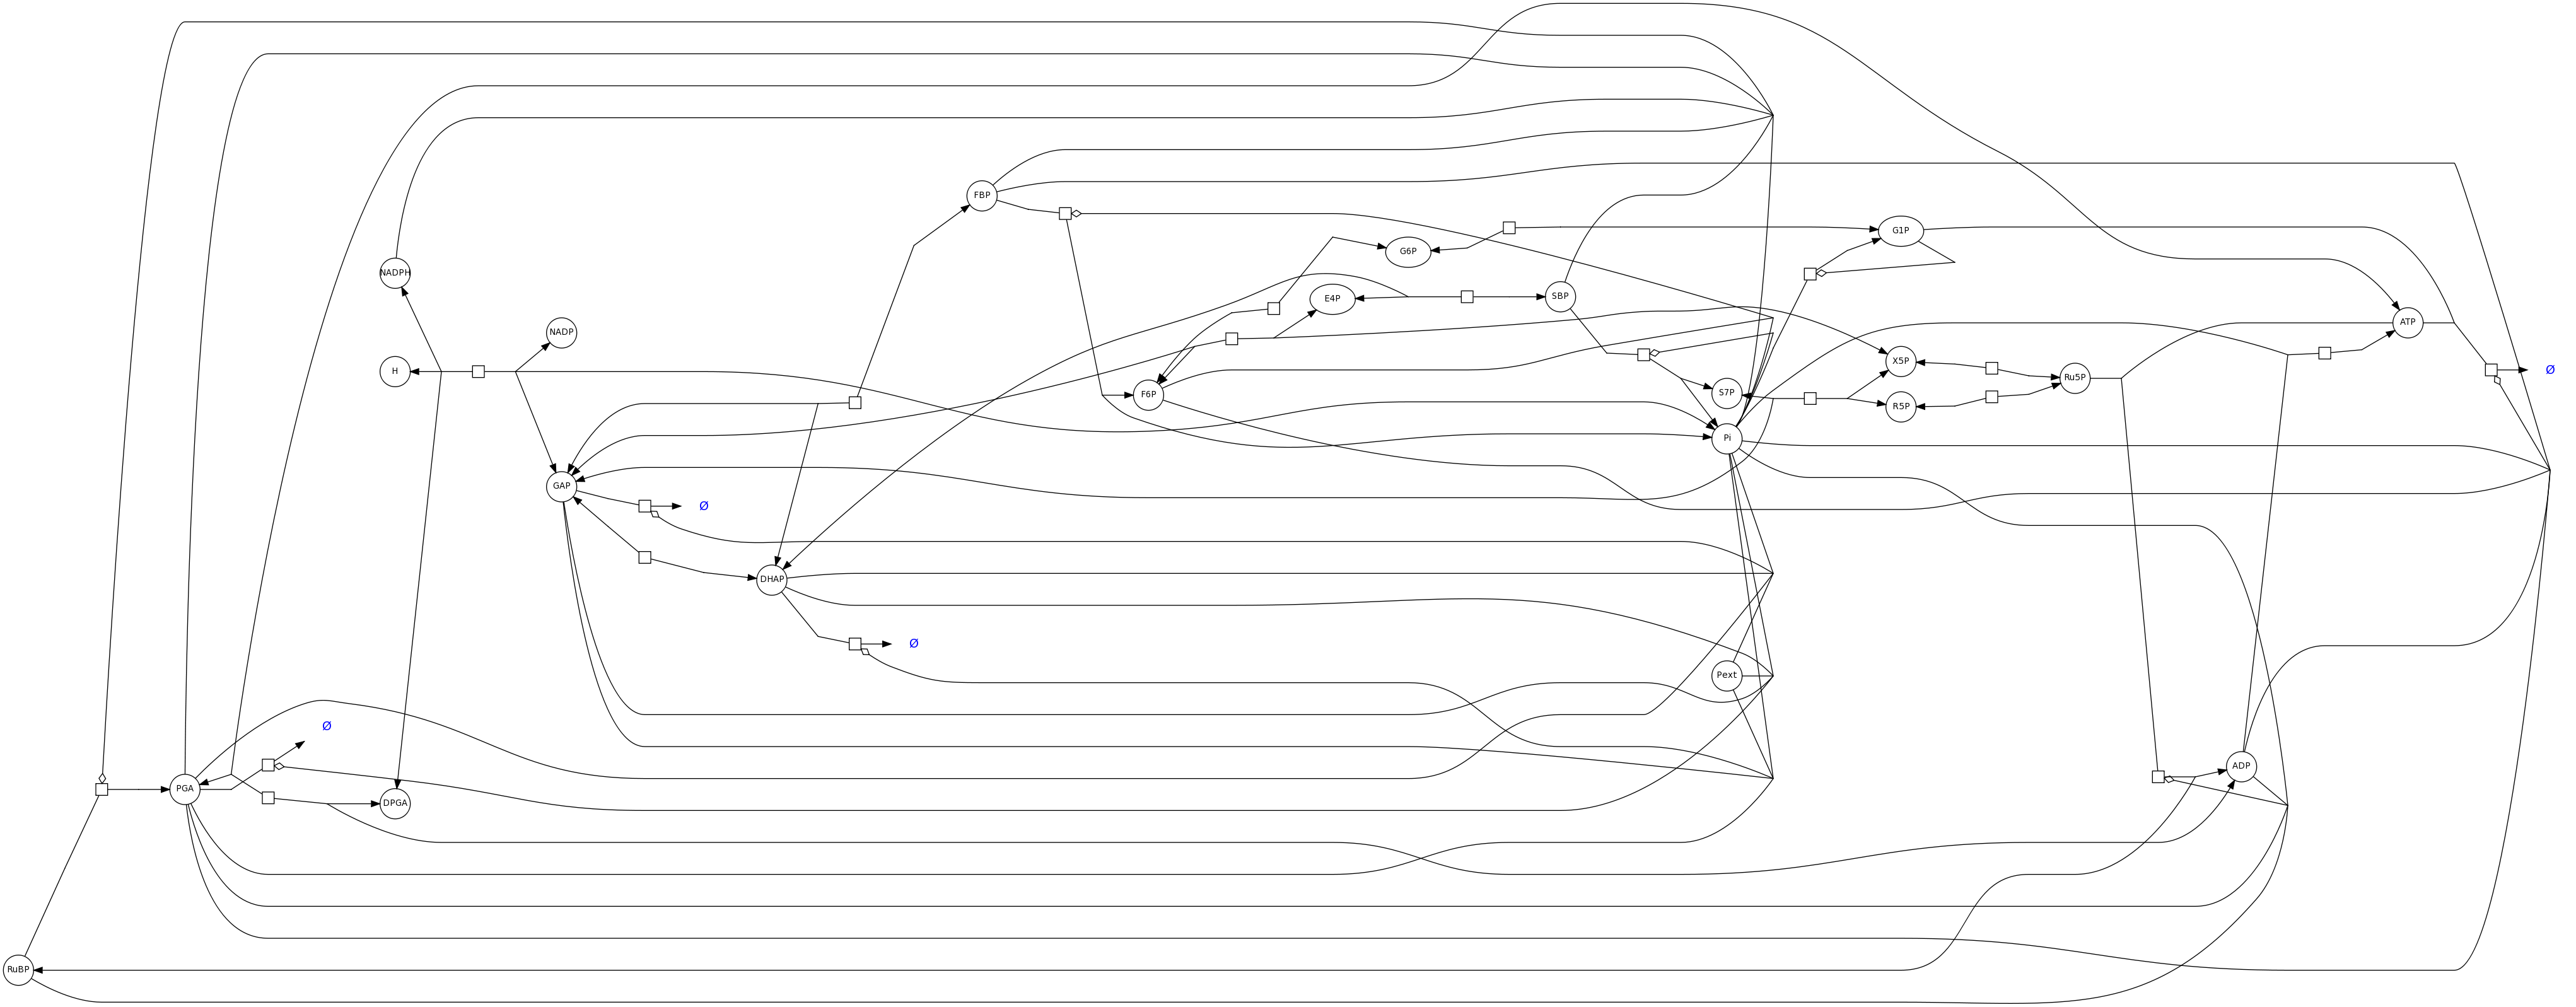 FBP
G1P
G6P
NADPH
SBP
E4P
ATP
NADP
X5P
Ø
H
Ru5P
S7P
F6P
R5P
Pi
GAP
Ø
DHAP
Ø
Pext
Ø
ADP
PGA
DPGA
RuBP